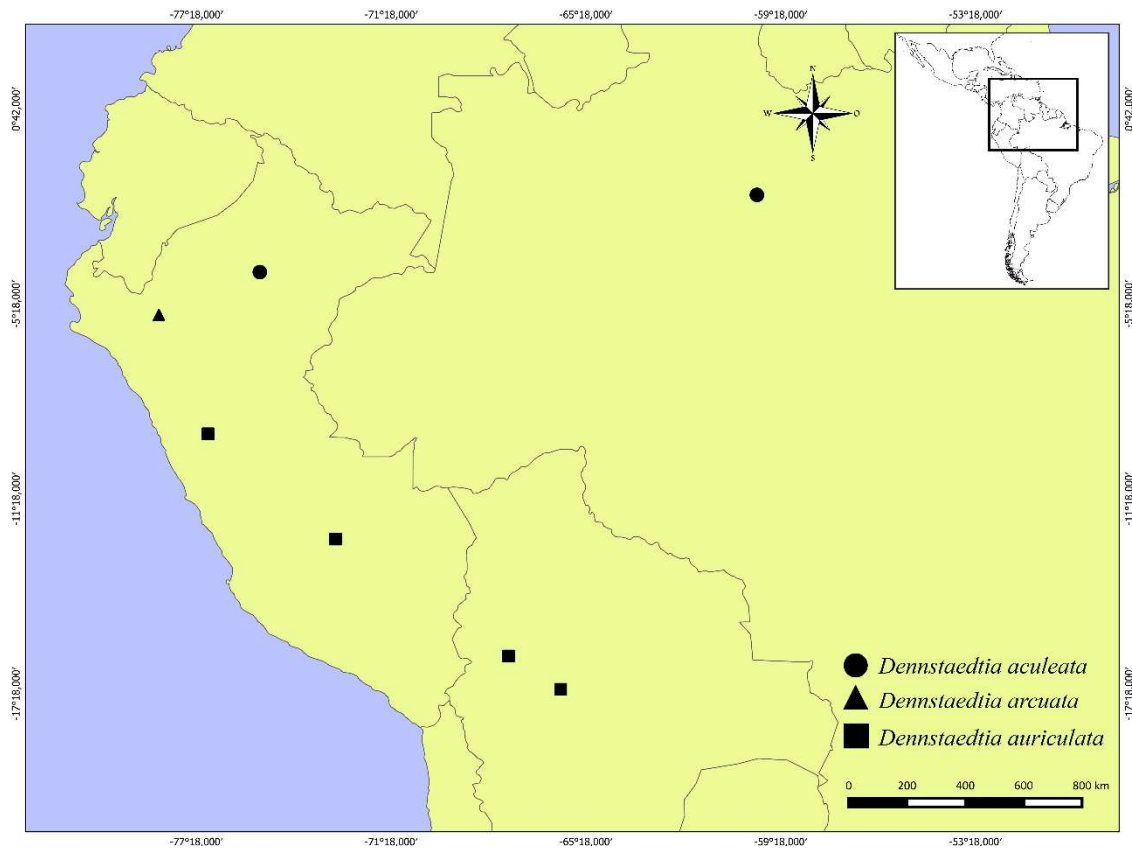 -77°18,000′ -71°18,000′ -65°18,000′ -59°18,000′ -53°18,000′
0°42,000′ 0°42,000′
N
W O
S
-5°18,000′ -5°18,000′
-11°18,000′ -11°18,000′
-17°18,000′ -17°18,000′
Dennstaedtia aculeata
Dennstaedtia arcuata
Dennstaedtia auriculata
0 200 400 600 800 km
-77°18,000′ -71°18,000′ -65°18,000′ -59°18,000′ -53°18,000′